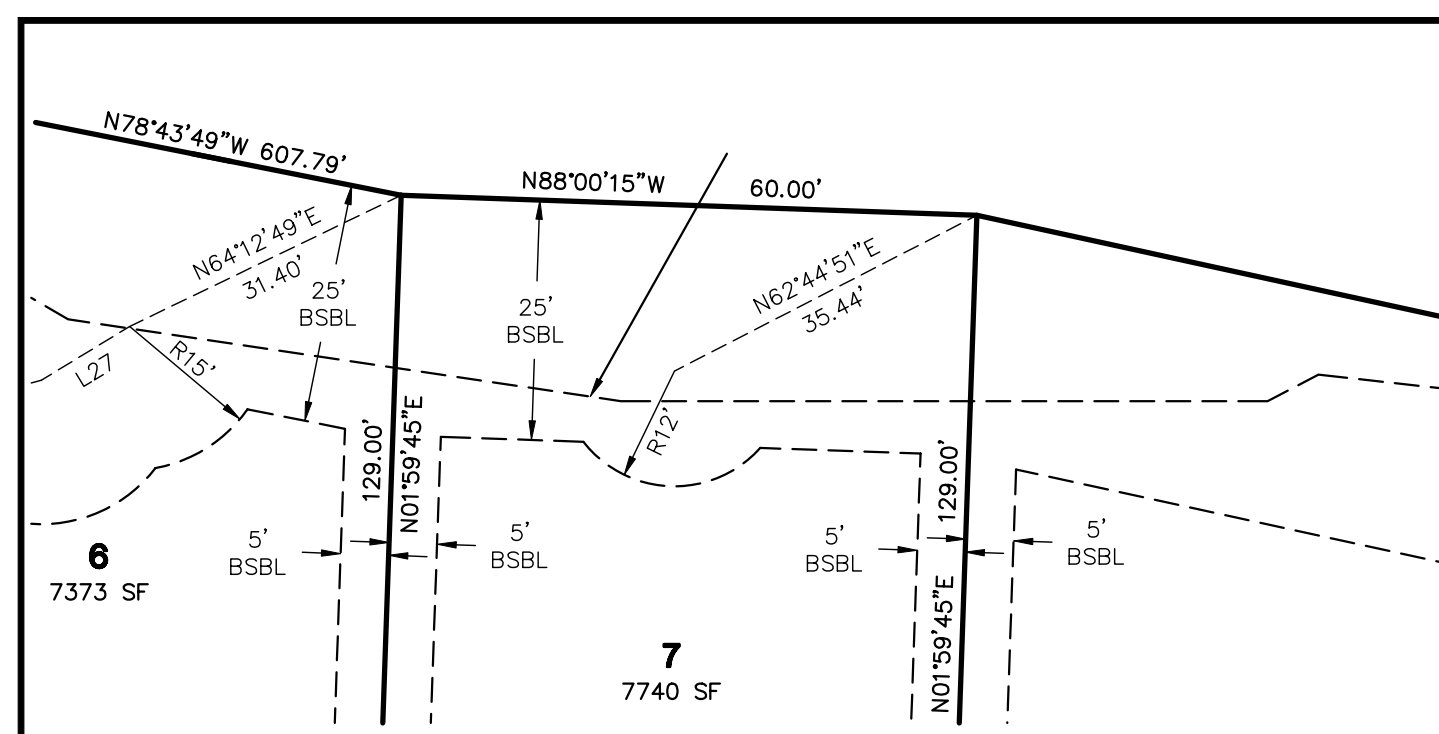 N78°43'49"W 607.79'
N88°00'15"W 60.00'
N64°12'49"E
31.40'
N62°44'51"E
35.44'
25'
BSBL
25'
BSBL
L27
R15'
R12'
129.00'
N01°59'45"E
129.00'
N01°59'45"E
5'
BSBL
5'
BSBL
5'
BSBL
5'
BSBL
6
7373 SF
7
7740 SF